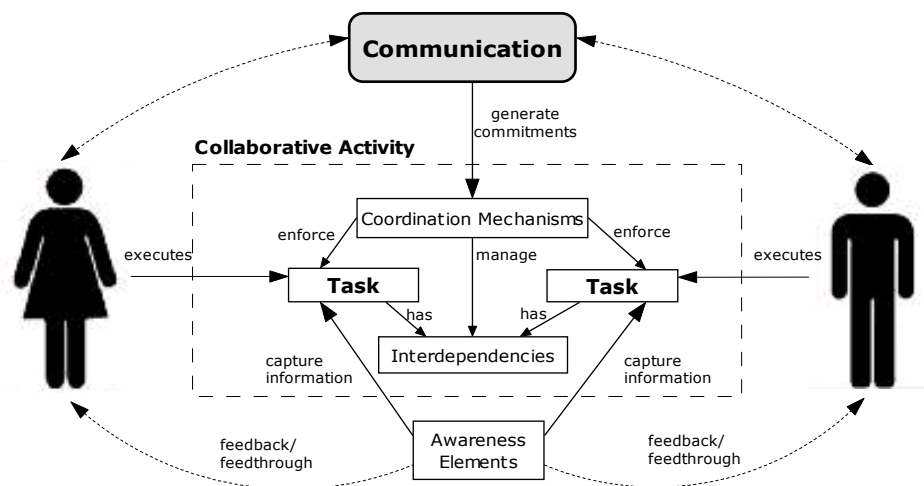 Communication
generate
commitments
Collaborative Activity
Coordination Mechanisms
enforce
enforce
executes
manage
executes
Task
Task
has
has
Interdependencies
capture
information
capture
information
Awareness
Elements
feedback/
feedthrough
feedback/
feedthrough